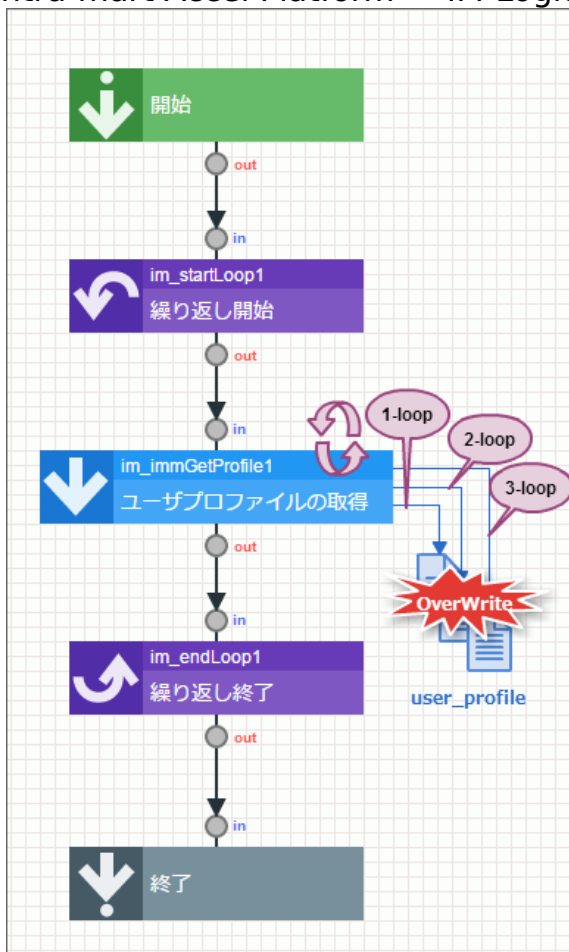 開始
out
in
im_startLoop1
繰り返し開始
out
in
1-loop
2-loop
3-loop
im_immGetProfile1
ユーザプロファイルの取得
out
OverWrite
in
im_endLoop1
繰り返し終了
user_profile
out
in
終了